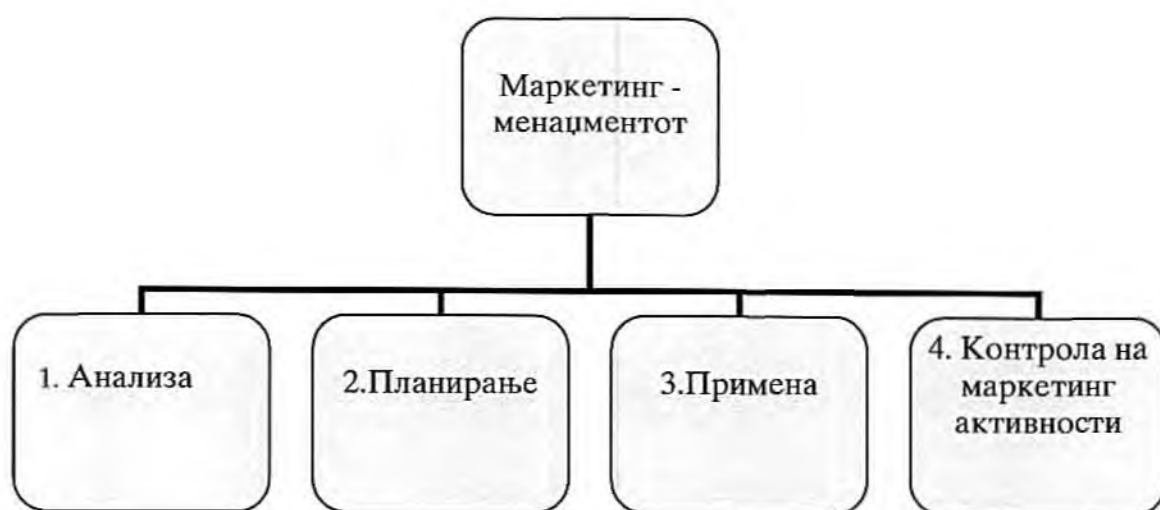 Маркетинг -
менаџментот
1. Анализа
2.Планирање
3.Примена
4. Контрола на
маркетинг
активности